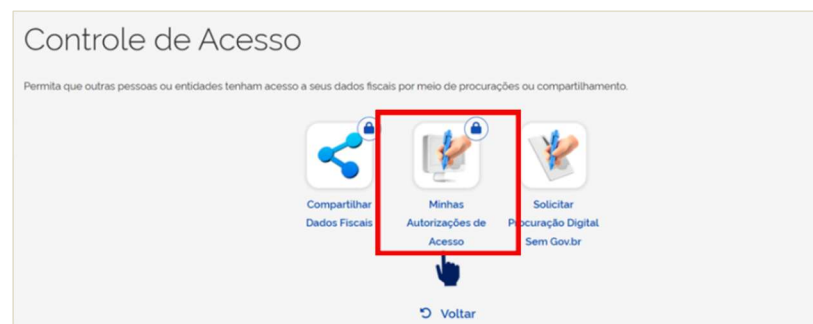 Controle de Acesso
Permita que outras pessoas ou entidades tenham acesso a seus dados fiscais por meio de procurações ou compartilhamento.
Compartilhar
Dados Fiscais
Minhas
Autorizações de
Acesso
Solicitar
Procuração Digital
Sem Gov.br
Voltar